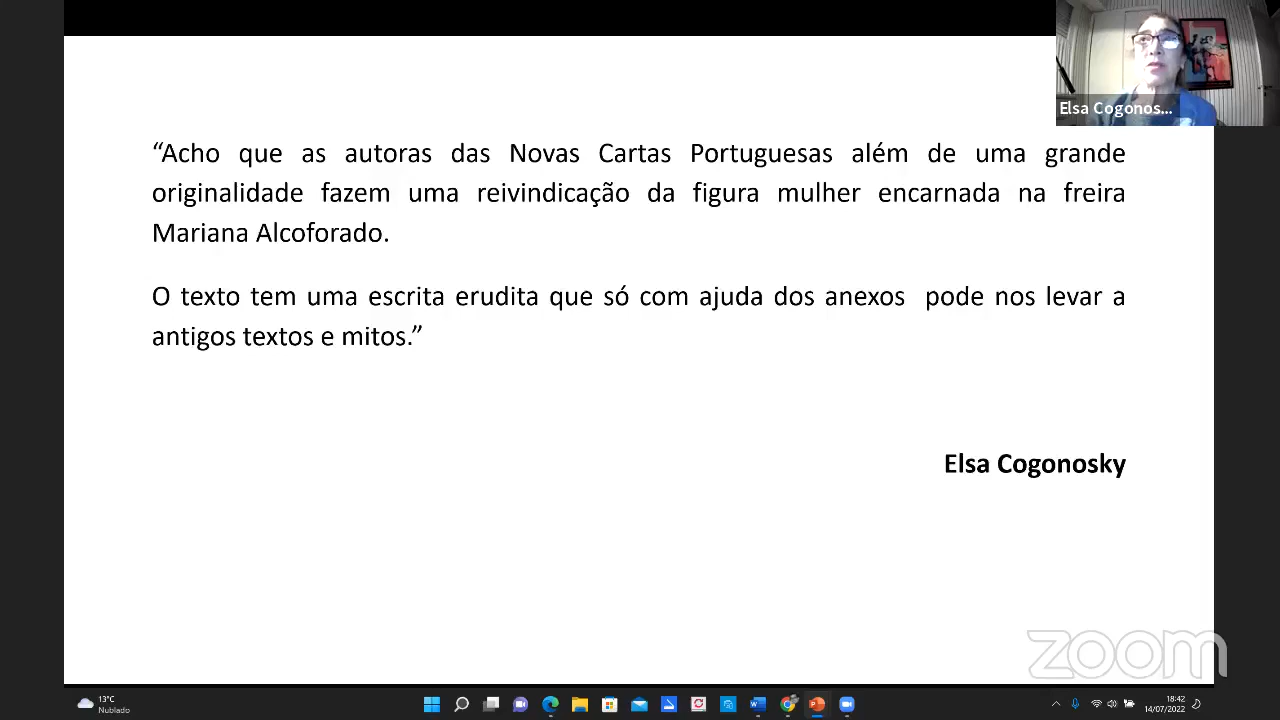 Elsa Cogonos...
“Acho que as autoras das Novas Cartas Portuguesas além de uma grande
originalidade fazem uma reivindicação da figura mulher encarnada na freira
Mariana Alcoforado.
O texto tem uma escrita erudita que só com ajuda dos anexos pode nos levar a
antigos textos e mitos.”
Elsa Cogonosky
zoom
13°C
Nublado
18:42
14/07/2022